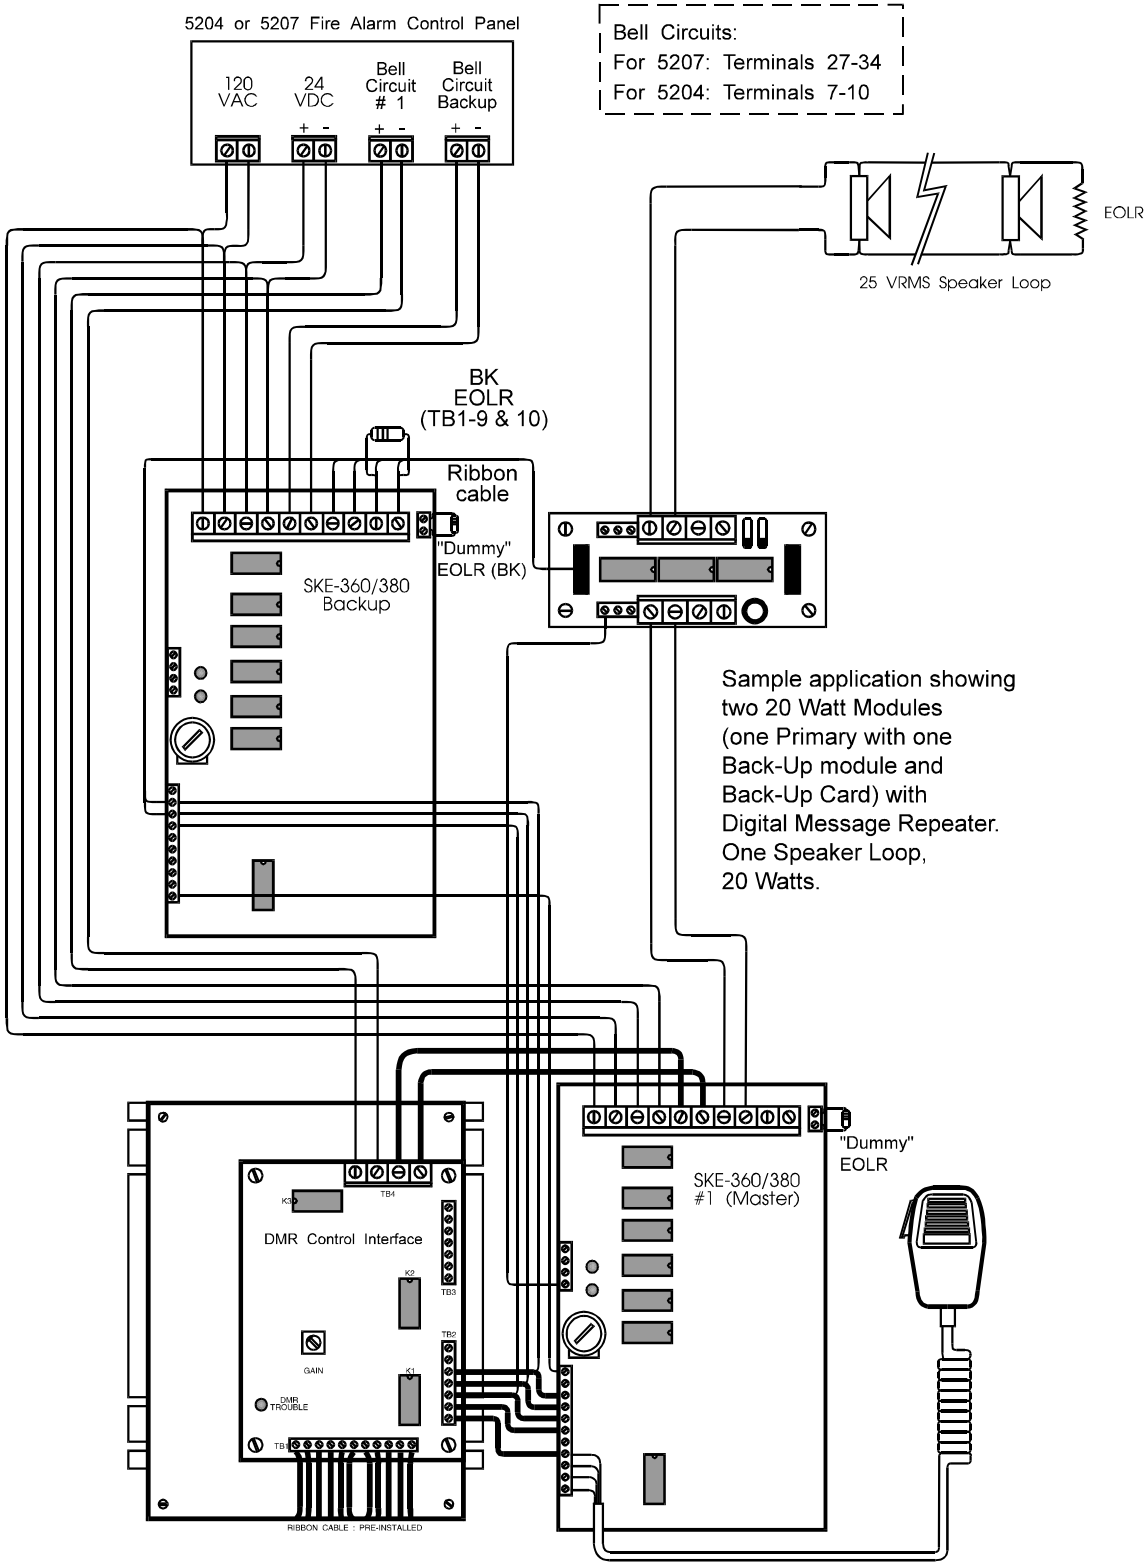 5204 or 5207 Fire Alarm Control Panel
Bell Circuits:
For 5207: Terminals 27-34
For 5204: Terminals 7-10
120
VAC
24
VDC
Bell
Circuit
# 1
Bell
Circuit
Backup
+ -
+ -
+ -
EOLR
25 VRMS Speaker Loop
BK
EOLR
(TB1-9 & 10)
Ribbon
cable
"Dummy"
EOLR (BK)
SKE-360/380
Backup
Sample application showing
two 20 Watt Modules
(one Primary with one
Back-Up module and
Back-Up Card) with
Digital Message Repeater.
One Speaker Loop,
20 Watts.
"Dummy"
EOLR
SKE-360/380
#1 (Master)
TB4
K3
DMR Control Interface
K2
TB3
TB2
GAIN
K1
DMR
TROUBLE
TB1
RIBBON CABLE : PRE-INSTALLED